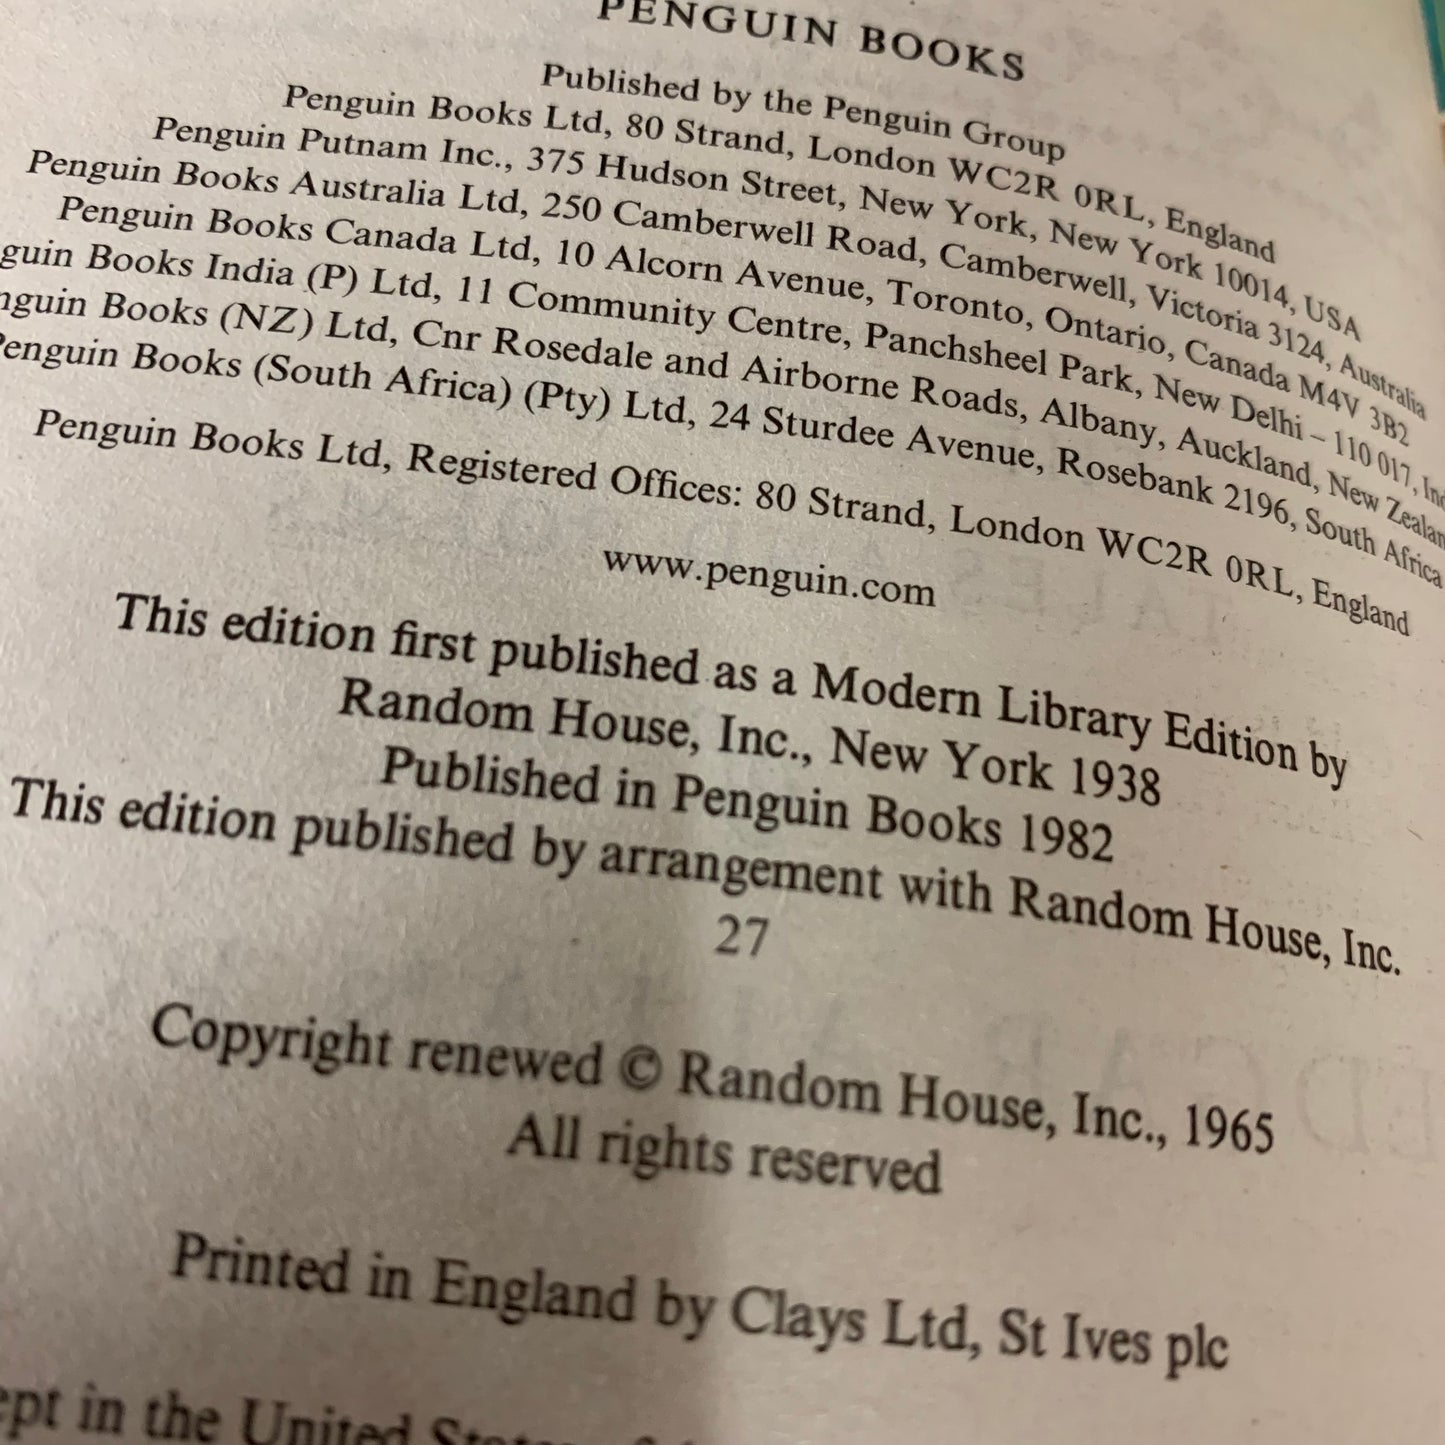 PENGUIN BOOKS
Published by the Penguin Group
Penguin Books Ltd, 80 Strand, London WC2R 0RL, England
Penguin Putnam Inc., 375 Hudson Street, New York, New York 10014, USA
Penguin Books Australia Ltd, 250 Camberwell Road, Camberwell, Victoria 3124, Australia
Penguin Books Canada Ltd, 10 Alcorn Avenue, Toronto, Ontario, Canada M4V 3B2
guin Books India (P) Ltd, 11 Community Centre, Panchsheel Park, New Delhi – 110 017, Ind
nguin Books (NZ) Ltd, Cnr Rosedale and Airborne Roads, Albany, Auckland, New Zealan
Penguin Books (South Africa) (Pty) Ltd, 24 Sturdee Avenue, Rosebank 2196, South Africa
Penguin Books Ltd, Registered Offices: 80 Strand, London WC2R 0RL, England
www.penguin.com
This edition first published as a Modern Library Edition by
Random House, Inc., New York 1938
Published in Penguin Books 1982
This edition published by arrangement with Random House, Inc.
27
Copyright renewed © Random House, Inc., 1965
All rights reserved
Printed in England by Clays Ltd, St Ives plc
ept in the United